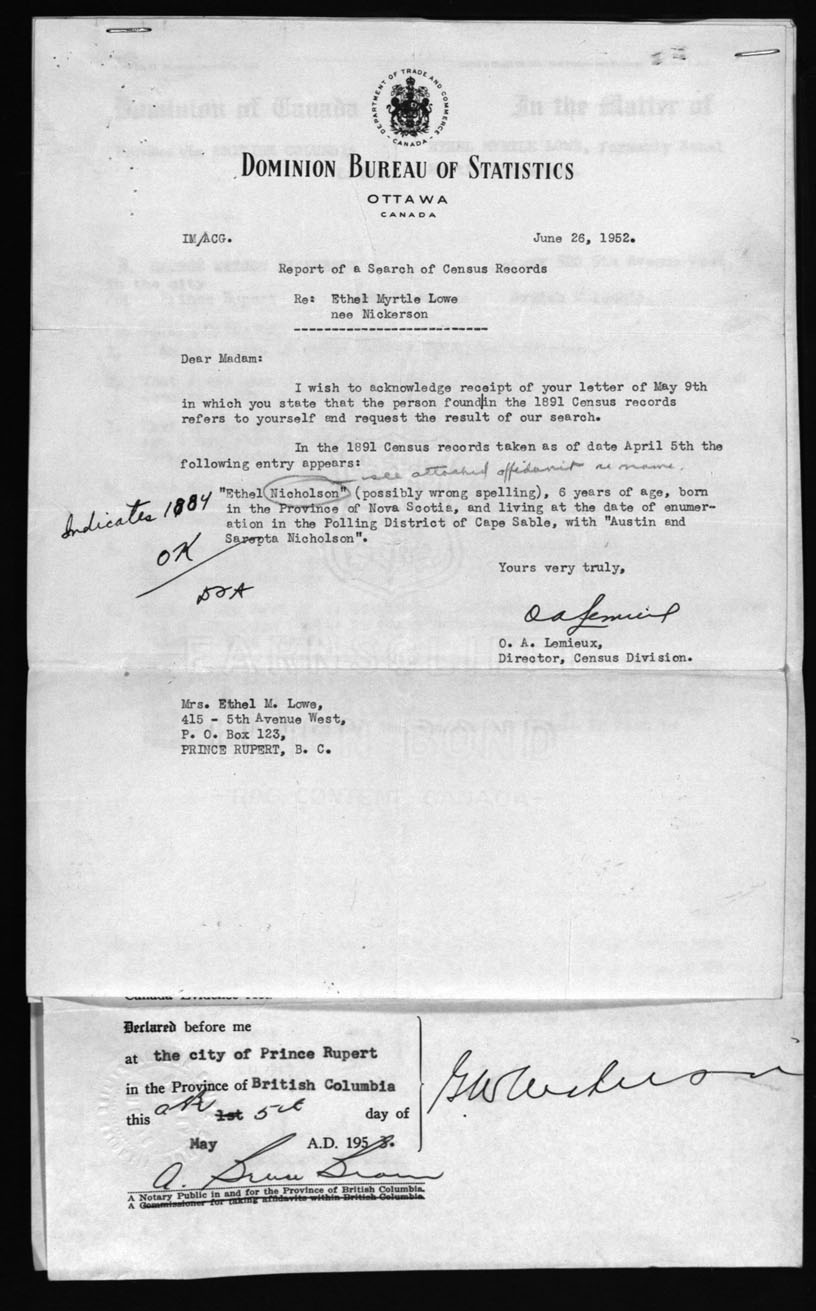 DEPARTMENT OF TRADE AND COMMERCE
CANADA
DOMINION BUREAU OF STATISTICS
OTTAWA
CANADA
IM/ACG.
June 26, 1952.
Report of a Search of Census Records
Re: Ethel Myrtle Lowe
nee Nickerson
Dear Madam:
I wish to acknowledge receipt of your letter of May 9th
in which you state that the person found in the 1891 Census records
refers to yourself and request the result of our search.
In the 1891 Census records taken as of date April 5th the
following entry appears:
see attached affidavit re name.
"Ethel Nicholson" (possibly wrong spelling), 6 years of age, born
in the Province of Nova Scotia, and living at the date of enumer-
ation in the Polling District of Cape Sable, with "Austin and
Sarepta Nicholson".
Indicates 1884
OK
Yours very truly,
O A Lemieux
O. A. Lemieux,
Director, Census Division.
Mrs. Ethel M. Lowe,
415 - 5th Avenue West,
P. O. Box 123,
PRINCE RUPERT, B. C.
Declared before me
at the city of Prince Rupert
in the Province of British Columbia
this 1st 5th day of
May A.D. 195
A. Bruce Brown
A Notary Public in and for the Province of British Columbia.
A Commissioner for taking affidavits within British Columbia.